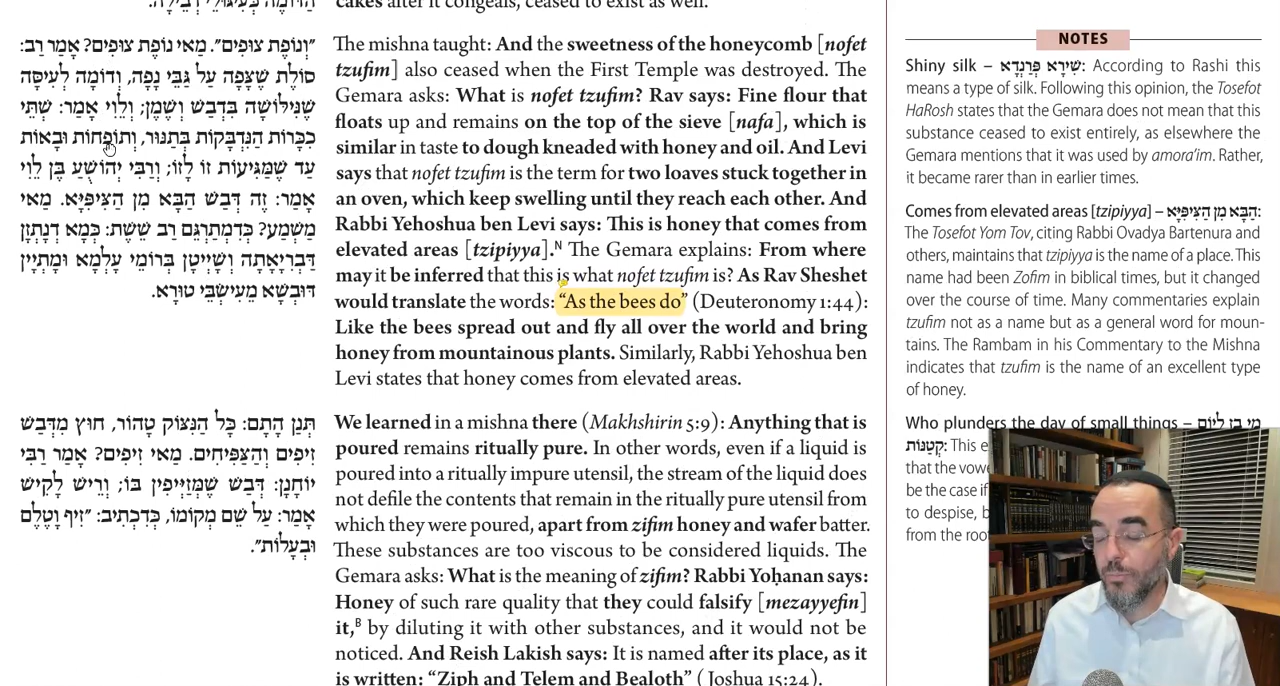 הַדּוֹמָה כְּעִיגּוּלֵי דְבֵילָה.
״וְנוֹפֶת צוּפִים״. מַאי נוֹפֶת צוּפִים? אָמַר רַב:
סוֹלֶת שֶׁצָּפָה עַל גַּבֵּי נָפָה, וְדוֹמָה לְעִיסָּה
שֶׁנִּילּוֹשָׁה בִּדְבַשׁ וְשֶׁמֶן; וְלֵוִי אָמַר: שְׁתֵּי
כִכָּרוֹת הַנִּדְבָּקוֹת בְּתַנּוּר, וְתוֹפְחוֹת וּבָאוֹת
עַד שֶׁמַּגִּיעוֹת זוֹ לָזוֹ; וְרַבִּי יְהוֹשֻׁעַ בֶּן לֵוִי
אָמַר: זֶה דְּבַשׁ הַבָּא מִן הַצִּיפִּיָּא. מַאי
מַשְׁמַע? כְּדִמְתַרְגֵּם רַב שֵׁשֶׁת: כְּמָא דְנָתְזָן
דַּבְרְיָאתָה וְשָׁיְיטָן בְּרוֹמֵי עָלְמָא וּמַתְיָין
דּוּבְשָׁא מֵעִישְׂבֵּי טוּרָא.
תְּנַן הָתָם: כָּל הַנִּצּוֹק טָהוֹר, חוּץ מִדְּבַשׁ
זִיפִים וְהַצַּפִּיחִים. מַאי זִיפִים? אָמַר רַבִּי
יוֹחָנָן: דְּבַשׁ שֶׁמְּזַיְּיפִין בּוֹ; וְרֵישׁ לָקִישׁ
אָמַר: עַל שֵׁם מְקוֹמוֹ, כְּדִכְתִיב: ״זִיף וָטֶלֶם
וּבְעָלוֹת״.
cakes after it congeals, ceased to exist as well.
The mishna taught: And the sweetness of the honeycomb [nofet
tzufim] also ceased when the First Temple was destroyed. The
Gemara asks: What is nofet tzufim? Rav says: Fine flour that
floats up and remains on the top of the sieve [nafa], which is
similar in taste to dough kneaded with honey and oil. And Levi
says that nofet tzufim is the term for two loaves stuck together in
an oven, which keep swelling until they reach each other. And
Rabbi Yehoshua ben Levi says: This is honey that comes from
elevated areas [tzipiyya].N The Gemara explains: From where
may it be inferred that this is what nofet tzufim is? As Rav Sheshet
would translate the words: “As the bees do” (Deuteronomy 1:44):
Like the bees spread out and fly all over the world and bring
honey from mountainous plants. Similarly, Rabbi Yehoshua ben
Levi states that honey comes from elevated areas.
We learned in a mishna there (Makhshirin 5:9): Anything that is
poured remains ritually pure. In other words, even if a liquid is
poured into a ritually impure utensil, the stream of the liquid does
not defile the contents that remain in the ritually pure utensil from
which they were poured, apart from zifim honey and wafer batter.
These substances are too viscous to be considered liquids. The
Gemara asks: What is the meaning of zifim? Rabbi Yoḥanan says:
Honey of such rare quality that they could falsify [mezayyefin]
it,B by diluting it with other substances, and it would not be
noticed. And Reish Lakish says: It is named after its place, as it
is written: “Ziph and Telem and Bealoth” (Joshua 15:24).
NOTES
Shiny silk – שִׁירָא פְּרַנְדָּא: According to Rashi this
means a type of silk. Following this opinion, the Tosefot
HaRosh states that the Gemara does not mean that this
substance ceased to exist entirely, as elsewhere the
Gemara mentions that it was used by amora’im. Rather,
it became rarer than in earlier times.
Comes from elevated areas [tzipiyya] – הַבָּא מִן הַצִּיפִּיָּא:
The Tosefot Yom Tov, citing Rabbi Ovadya Bartenura and
others, maintains that tzipiyya is the name of a place. This
name had been Zofim in biblical times, but it changed
over the course of time. Many commentaries explain
tzufim not as a name but as a general word for moun-
tains. The Rambam in his Commentary to the Mishna
indicates that tzufim is the name of an excellent type
of honey.
Who plunders the day of small things – מִי בַז לְיוֹם
קְטַנּוֹת: This
that the
be the case if
to despise,
from the